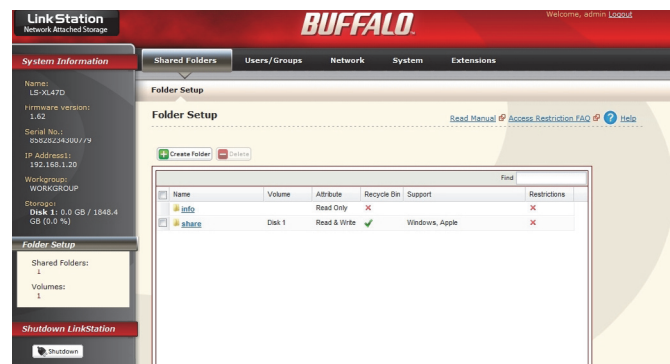 LinkStation
Network Attached Storage
BUFFALO
Welcome, admin Logout
System Information
Shared Folders Users/Groups Network System Extensions
Name:
LS-XL47D
Firmware version:
1.62
Serial No.:
85828234300779
IP Address1:
192.168.1.20
Workgroup:
WORKGROUP
Storage:
Disk 1: 0.0 GB / 1848.4
GB (0.0 %)
Folder Setup
Shared Folders:
1
Volumes:
1
Shutdown LinkStation
Shutdown
Folder Setup
Folder Setup
Read Manual Access Restriction FAQ ? Help
Create Folder Delete
Find
Name Volume Attribute Recycle Bin Support Restrictions
info Read Only
share Disk 1 Read & Write Windows, Apple